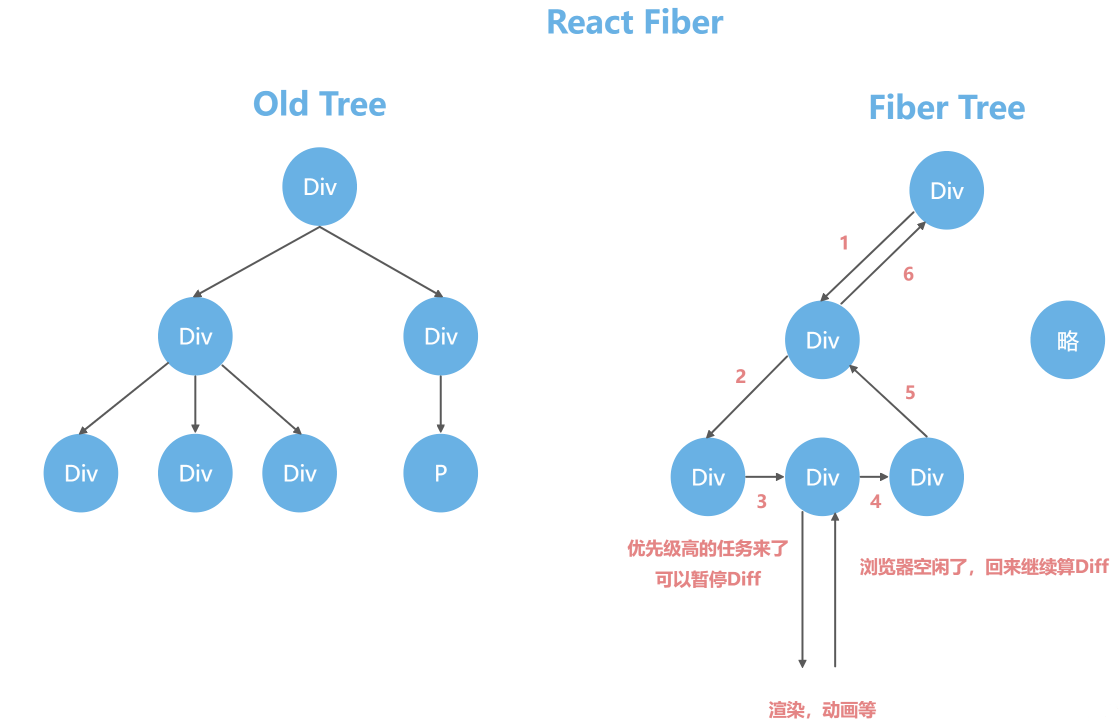 React Fiber
Old Tree
Div
Div
Div
Div
Div
Div
P
Fiber Tree
Div
1
6
Div
略
2
5
Div
Div
Div
3
4
优先级高的任务来了
可以暂停Diff
浏览器空闲了，回来继续算Diff
渲染，动画等